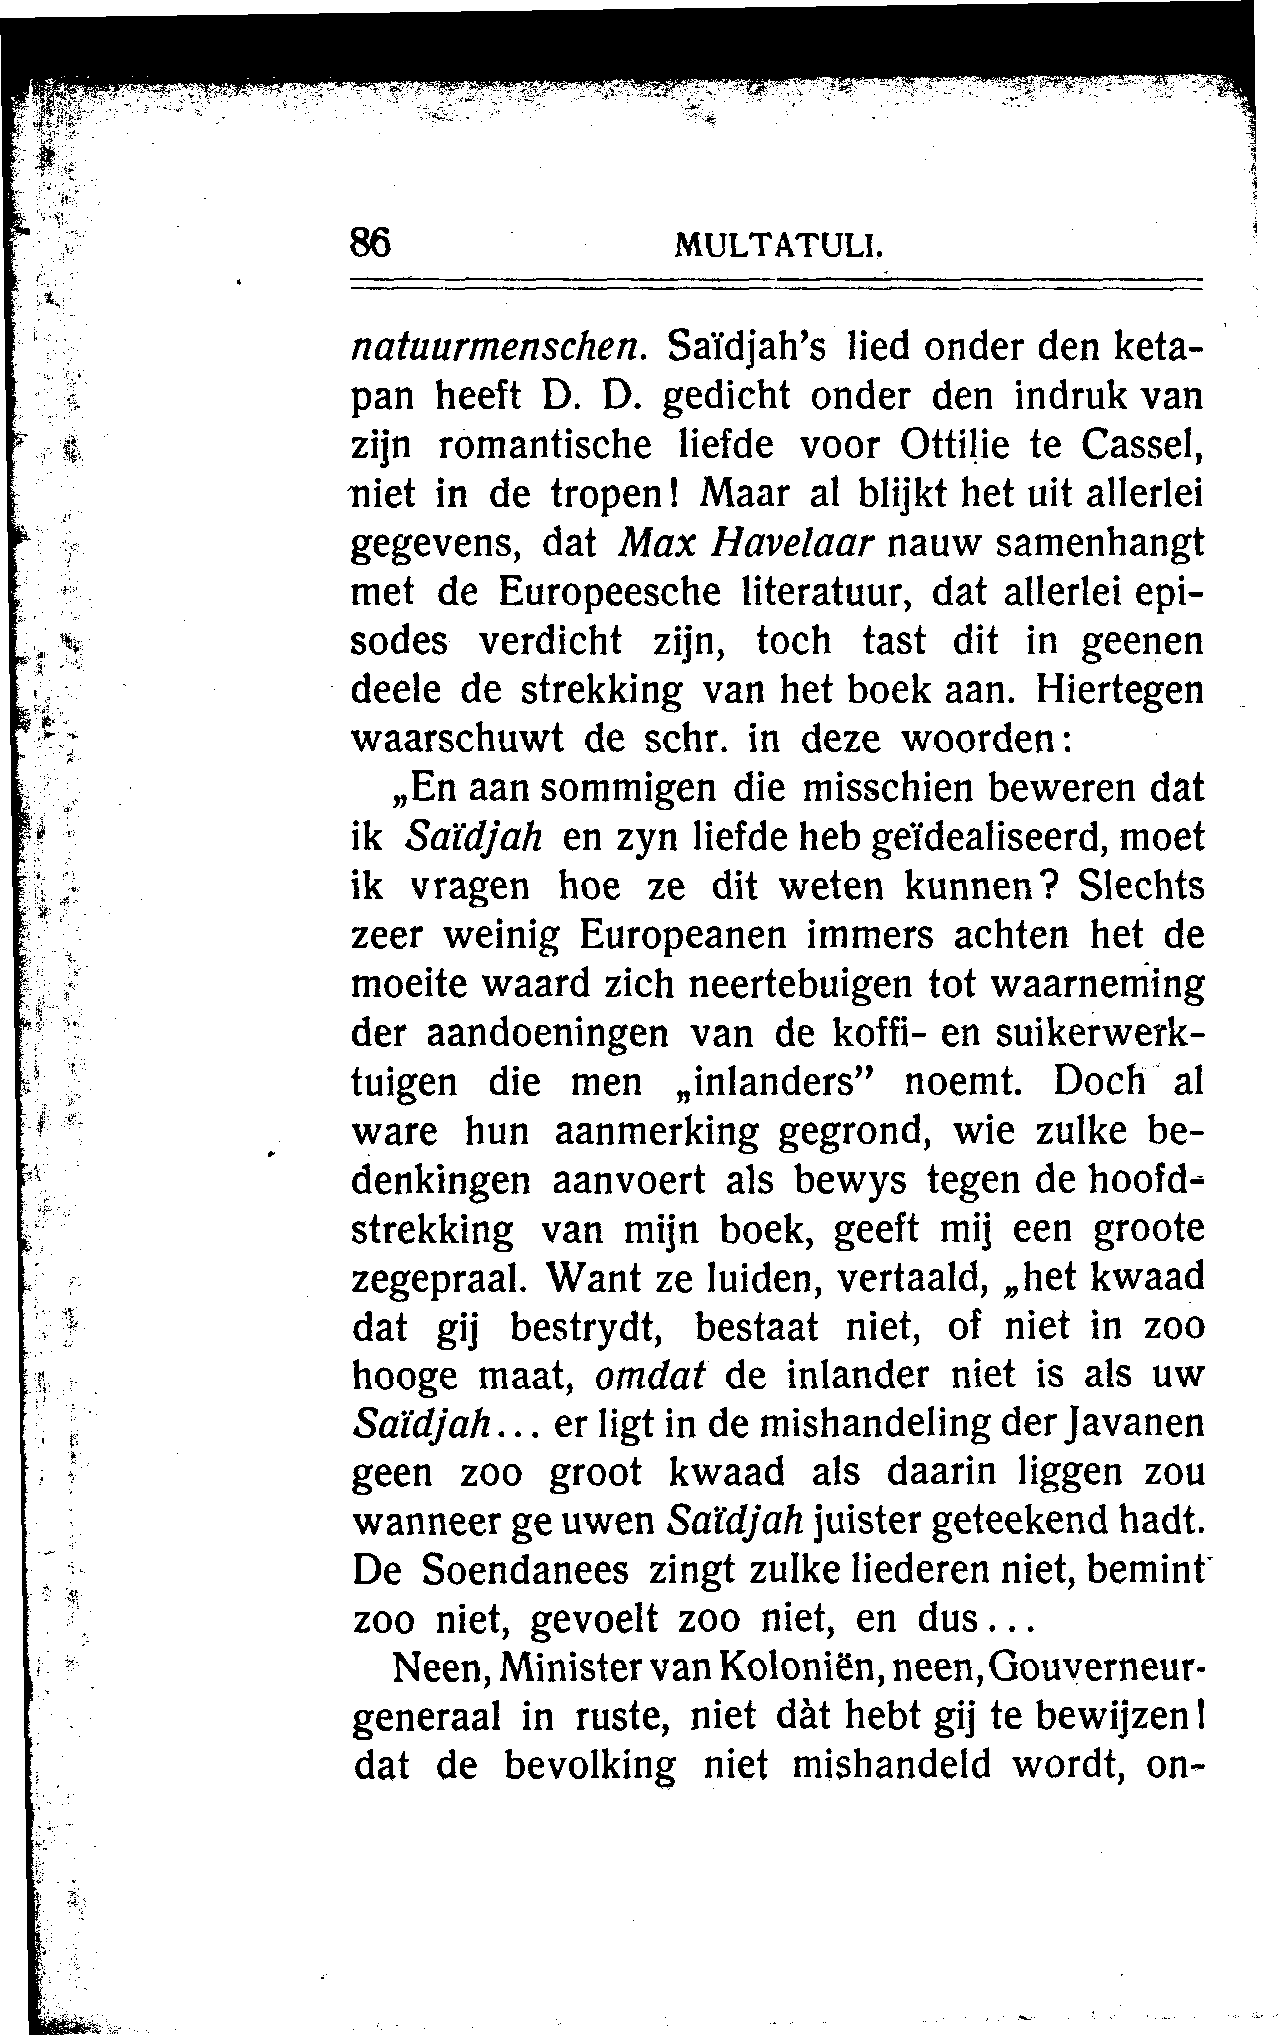 86 MULTATULI.
natuurmenschen. Saïdjah's lied onder den keta-
pan heeft D. D. gedicht onder den indruk van
zijn romantische liefde voor Ottilie te Cassel,
niet in de tropen! Maar al blijkt het uit allerlei
gegevens, dat Max Havelaar nauw samenhangt
met de Europeesche literatuur, dat allerlei epi-
sodes verdicht zijn, toch tast dit in geenen
deele de strekking van het boek aan. Hiertegen
waarschuwt de schr. in deze woorden:
„En aan sommigen die misschien beweren dat
ik Saïdjah en zyn liefde heb geïdealiseerd, moet
ik vragen hoe ze dit weten kunnen? Slechts
zeer weinig Europeanen immers achten het de
moeite waard zich neertebuigen tot waarneming
der aandoeningen van de koffi- en suikerwerk-
tuigen die men „inlanders” noemt. Doch al
ware hun aanmerking gegrond, wie zulke be-
denkingen aanvoert als bewys tegen de hoofd-
strekking van mijn boek, geeft mij een groote
zegepraal. Want ze luiden, vertaald, „het kwaad
dat gij bestrydt, bestaat niet, of niet in zoo
hooge maat, omdat de inlander niet is als uw
Saïdjah... er ligt in de mishandeling der Javanen
geen zoo groot kwaad als daarin liggen zou
wanneer ge uwen Saïdjah juister geteekend hadt.
De Soendanees zingt zulke liederen niet, bemint
zoo niet, gevoelt zoo niet, en dus...
Neen, Minister van Koloniën, neen, Gouverneur-
generaal in ruste, niet dàt hebt gij te bewijzen!
dat de bevolking niet mishandeld wordt, on-